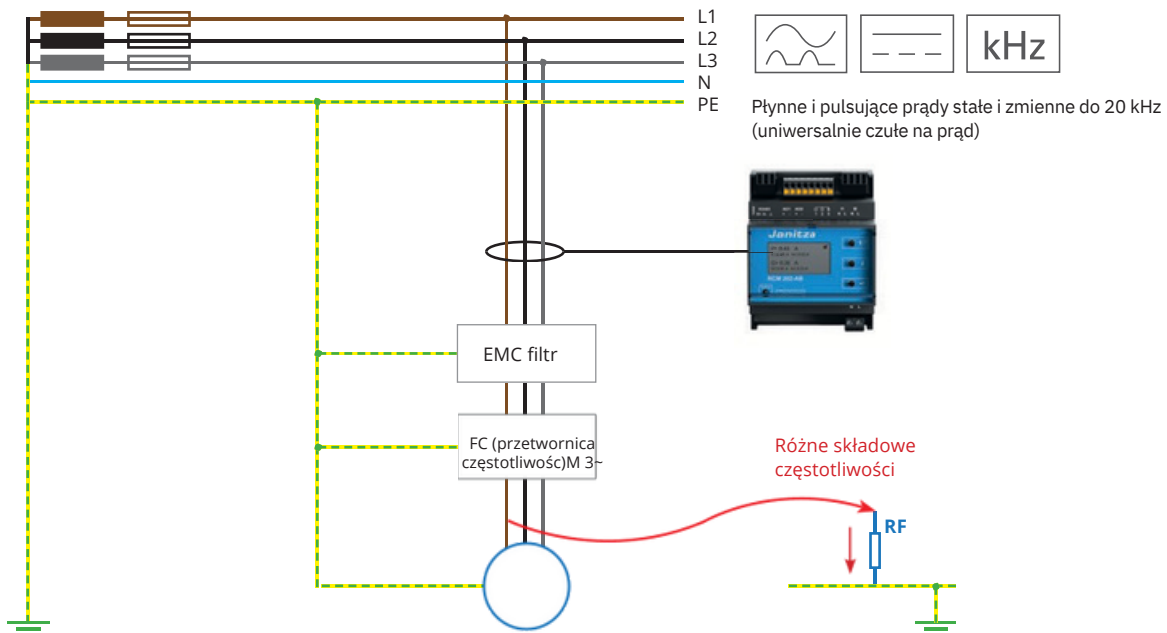 L1
L2
L3
N
PE
kHz
Płynne i pulsujące prądy stałe i zmienne do 20 kHz
(uniwersalnie czułe na prąd)
Janitza
EMC filtr
FC (przetwornica
częstotliwośc)M 3~
Różne składowe
częstotliwości
RF